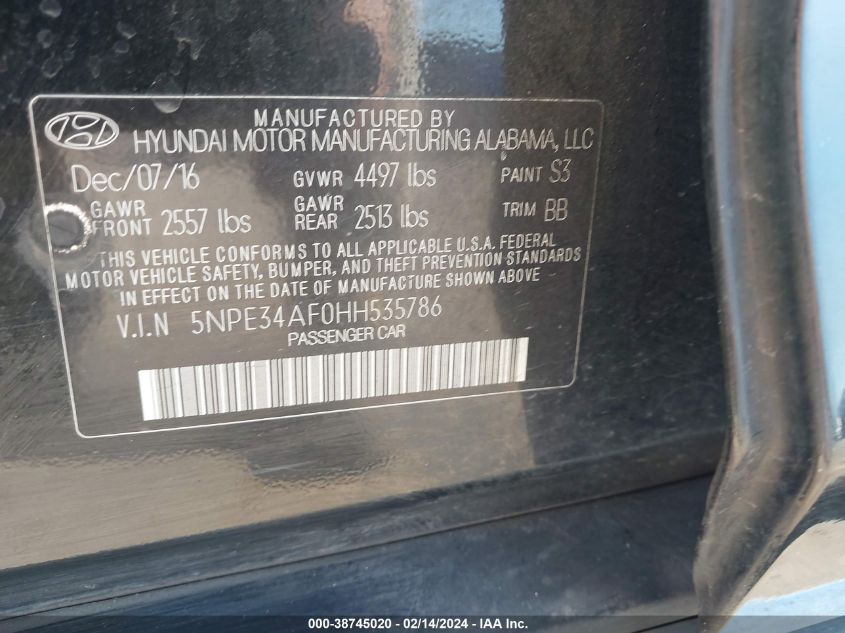 MANUFACTURED BY
HYUNDAI MOTOR MANUFACTURING ALABAMA, LLC
Dec/07/16 GVWR 4497 lbs PAINT S3
GAWR FRONT 2557 lbs GAWR REAR 2513 lbs TRIM BB
THIS VEHICLE CONFORMS TO ALL APPLICABLE U.S.A. FEDERAL
MOTOR VEHICLE SAFETY, BUMPER, AND THEFT PREVENTION STANDARDS
IN EFFECT ON THE DATE OF MANUFACTURE SHOWN ABOVE
V.I.N 5NPE34AF0HH535786
PASSENGER CAR
000-38745020 - 02/14/2024 - IAA Inc.